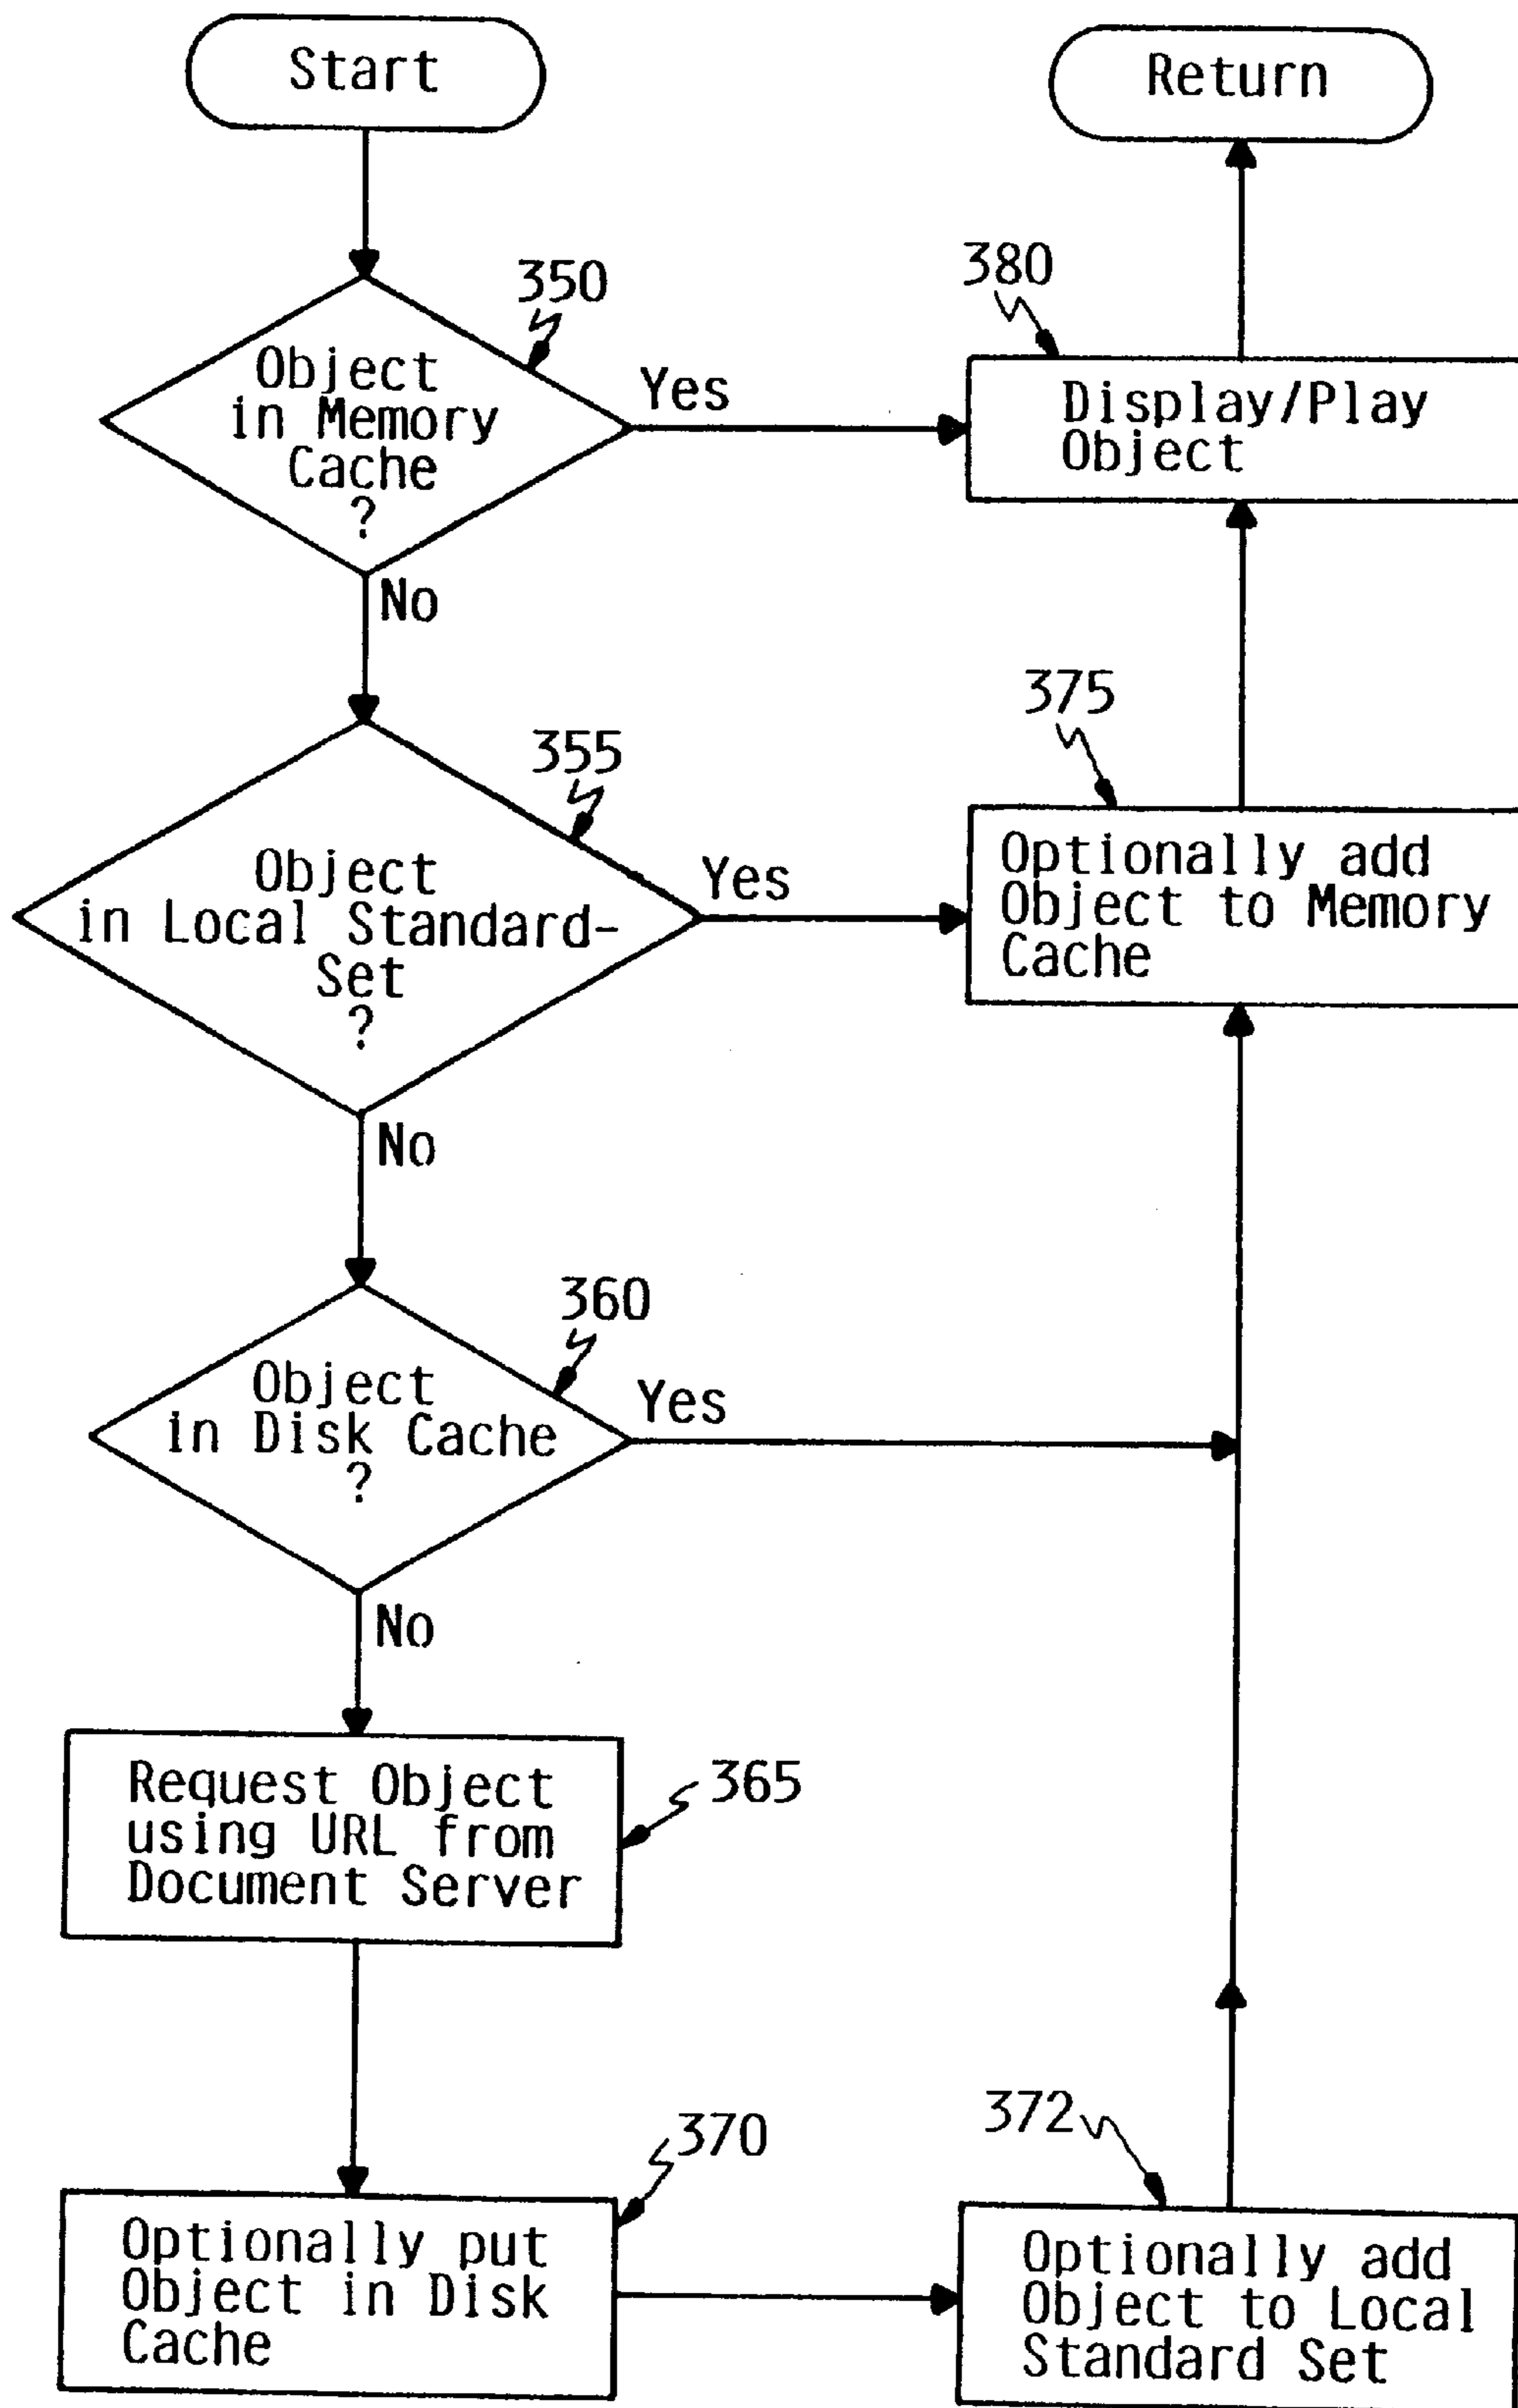 Start
Return
350
380
Object
in Memory
Cache
?
Yes
Display/Play
Object
No
355
375
Object
in Local Standard-
Set
?
Yes
Optionally add
Object to Memory
Cache
No
360
Object
in Disk Cache
?
Yes
No
Request Object
using URL from
Document Server
365
370
372
Optionally put
Object in Disk
Cache
Optionally add
Object to Local
Standard Set